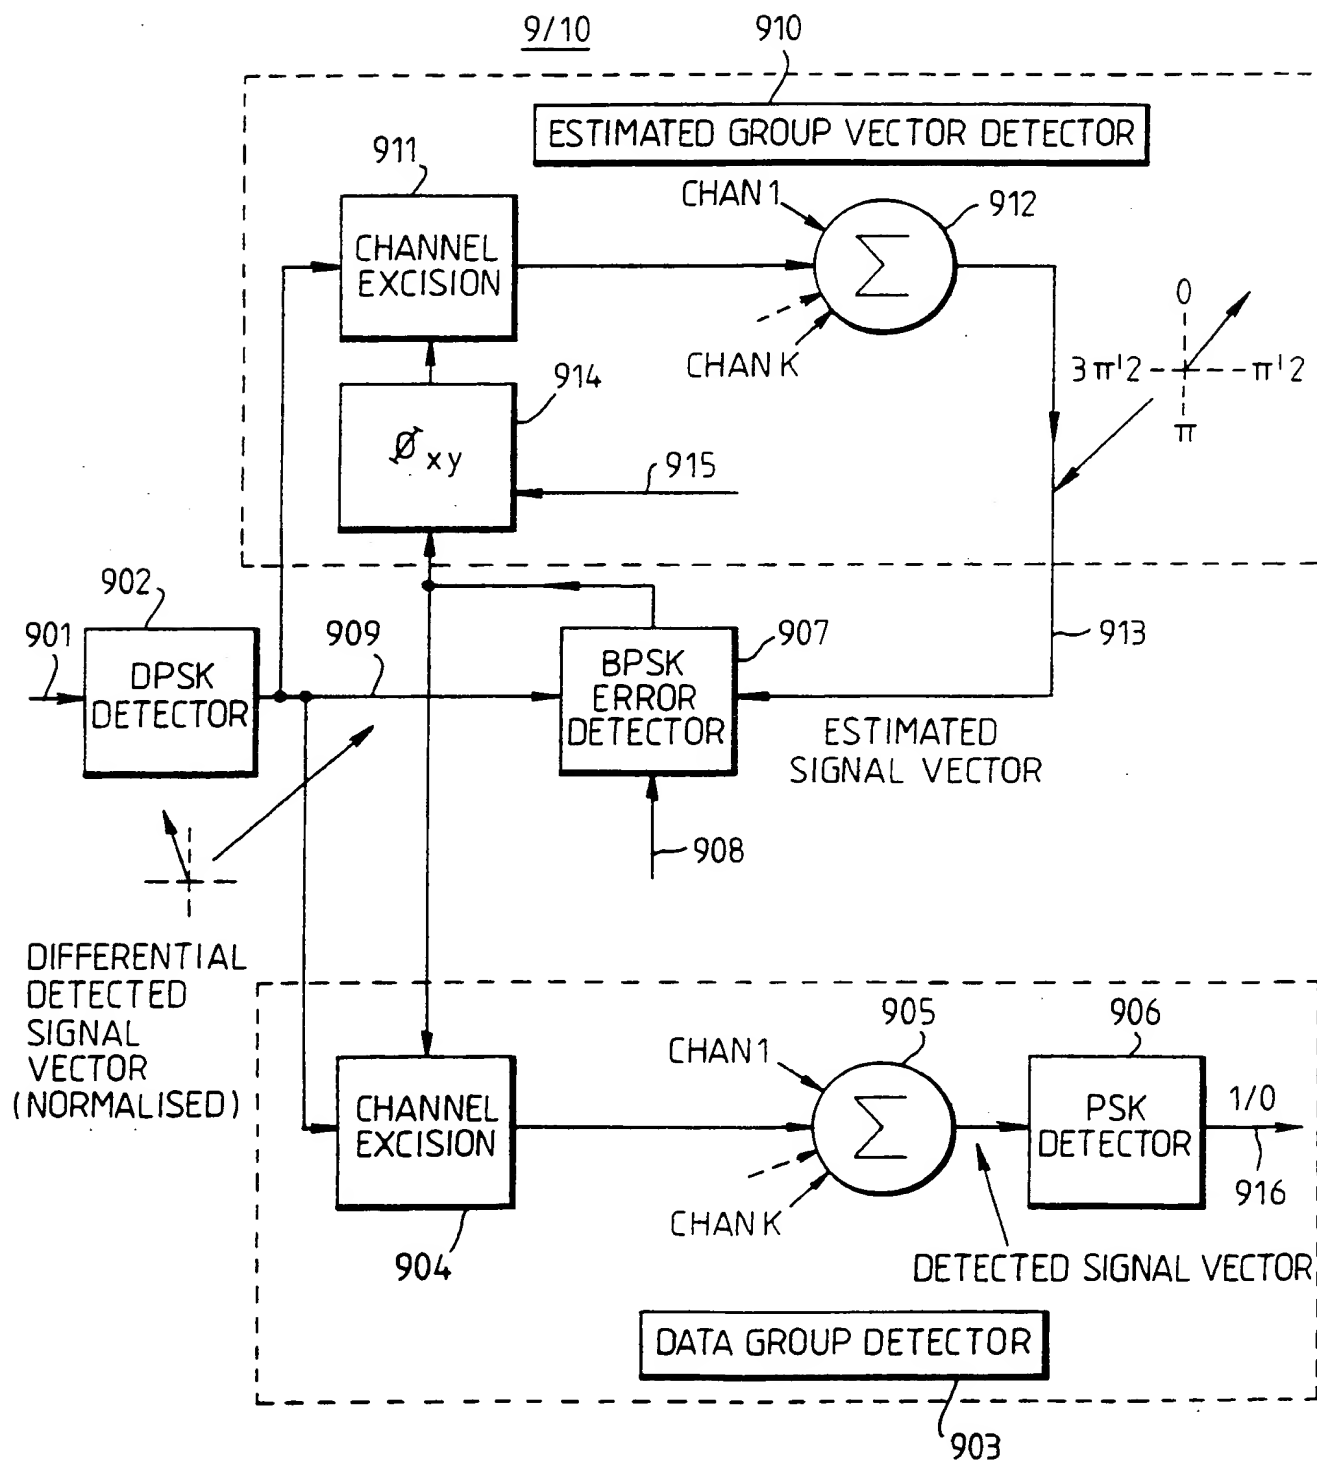 9/10
910
ESTIMATED GROUP VECTOR DETECTOR
911
CHAN 1
912
CHANNEL
EXCISION
Σ
0
3π'2
π'2
π
CHAN K
914
Φxy
915
902
901
909
907
913
DPSK
DETECTOR
BPSK
ERROR
DETECTOR
ESTIMATED
SIGNAL VECTOR
908
DIFFERENTIAL
DETECTED
SIGNAL
VECTOR
(NORMALISED)
905
906
CHAN 1
CHANNEL
EXCISION
Σ
PSK
DETECTOR
1/0
916
CHAN K
904
DETECTED SIGNAL VECTOR
DATA GROUP DETECTOR
903